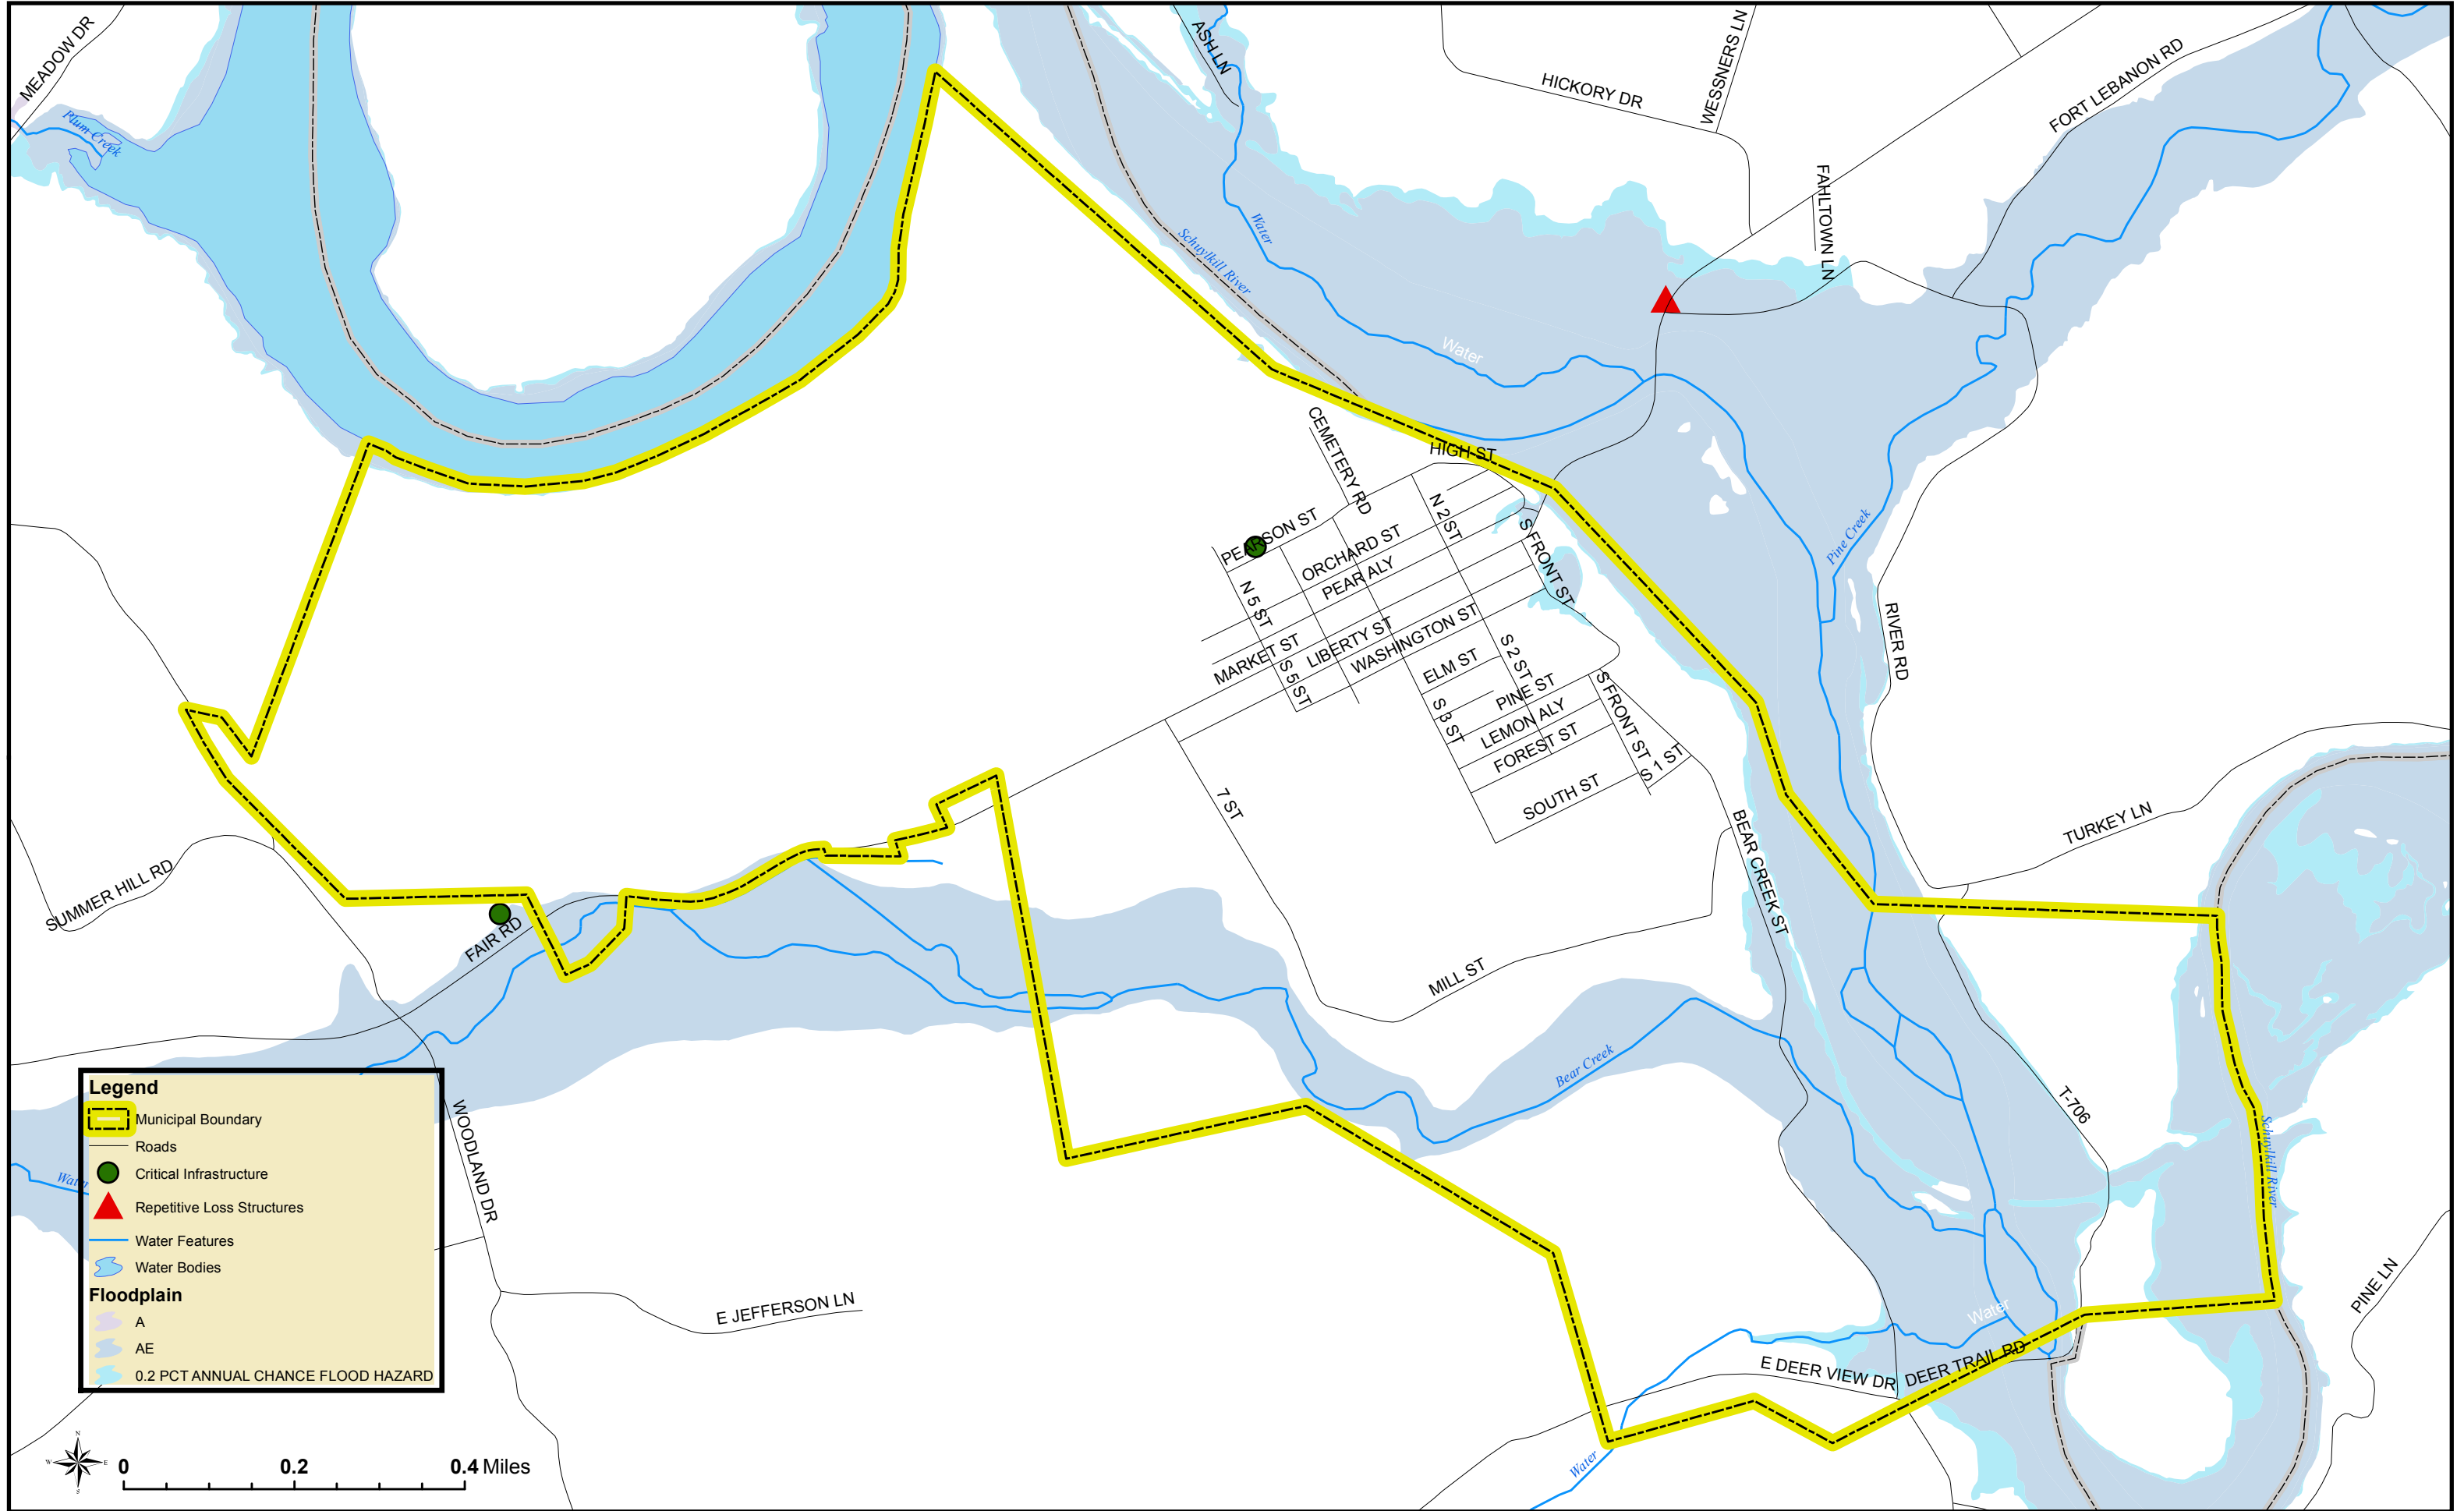 MEADOW DR
Plum Creek
ASH LN
HICKORY DR
WESSNERS LN
FORT LEBANON RD
FAHLTOWN LN
Water
Schuylkill River
Water
CEMETERY RD
HIGH ST
PEARSON ST
N 2 ST
ORCHARD ST
PEAR ALY
S FRONT ST
Pine Creek
N 5 ST
MARKET ST
LIBERTY ST
WASHINGTON ST
S 5 ST
ELM ST
S 2 ST
RIVER RD
S 3 ST
PINE ST
LEMON ALY
FOREST ST
S FRONT ST
S 1 ST
SOUTH ST
7 ST
BEAR CREEK ST
TURKEY LN
SUMMER HILL RD
FAIR RD
MILL ST
Bear Creek
T-706
Schuylkill River
WOODLAND DR
E JEFFERSON LN
PINE LN
Water
E DEER VIEW DR
DEER TRAIL RD
Water
Legend
Municipal Boundary
Roads
Critical Infrastructure
Repetitive Loss Structures
Water Features
Water Bodies
Floodplain
A
AE
0.2 PCT ANNUAL CHANCE FLOOD HAZARD
N
W E
S
0 0.2 0.4 Miles